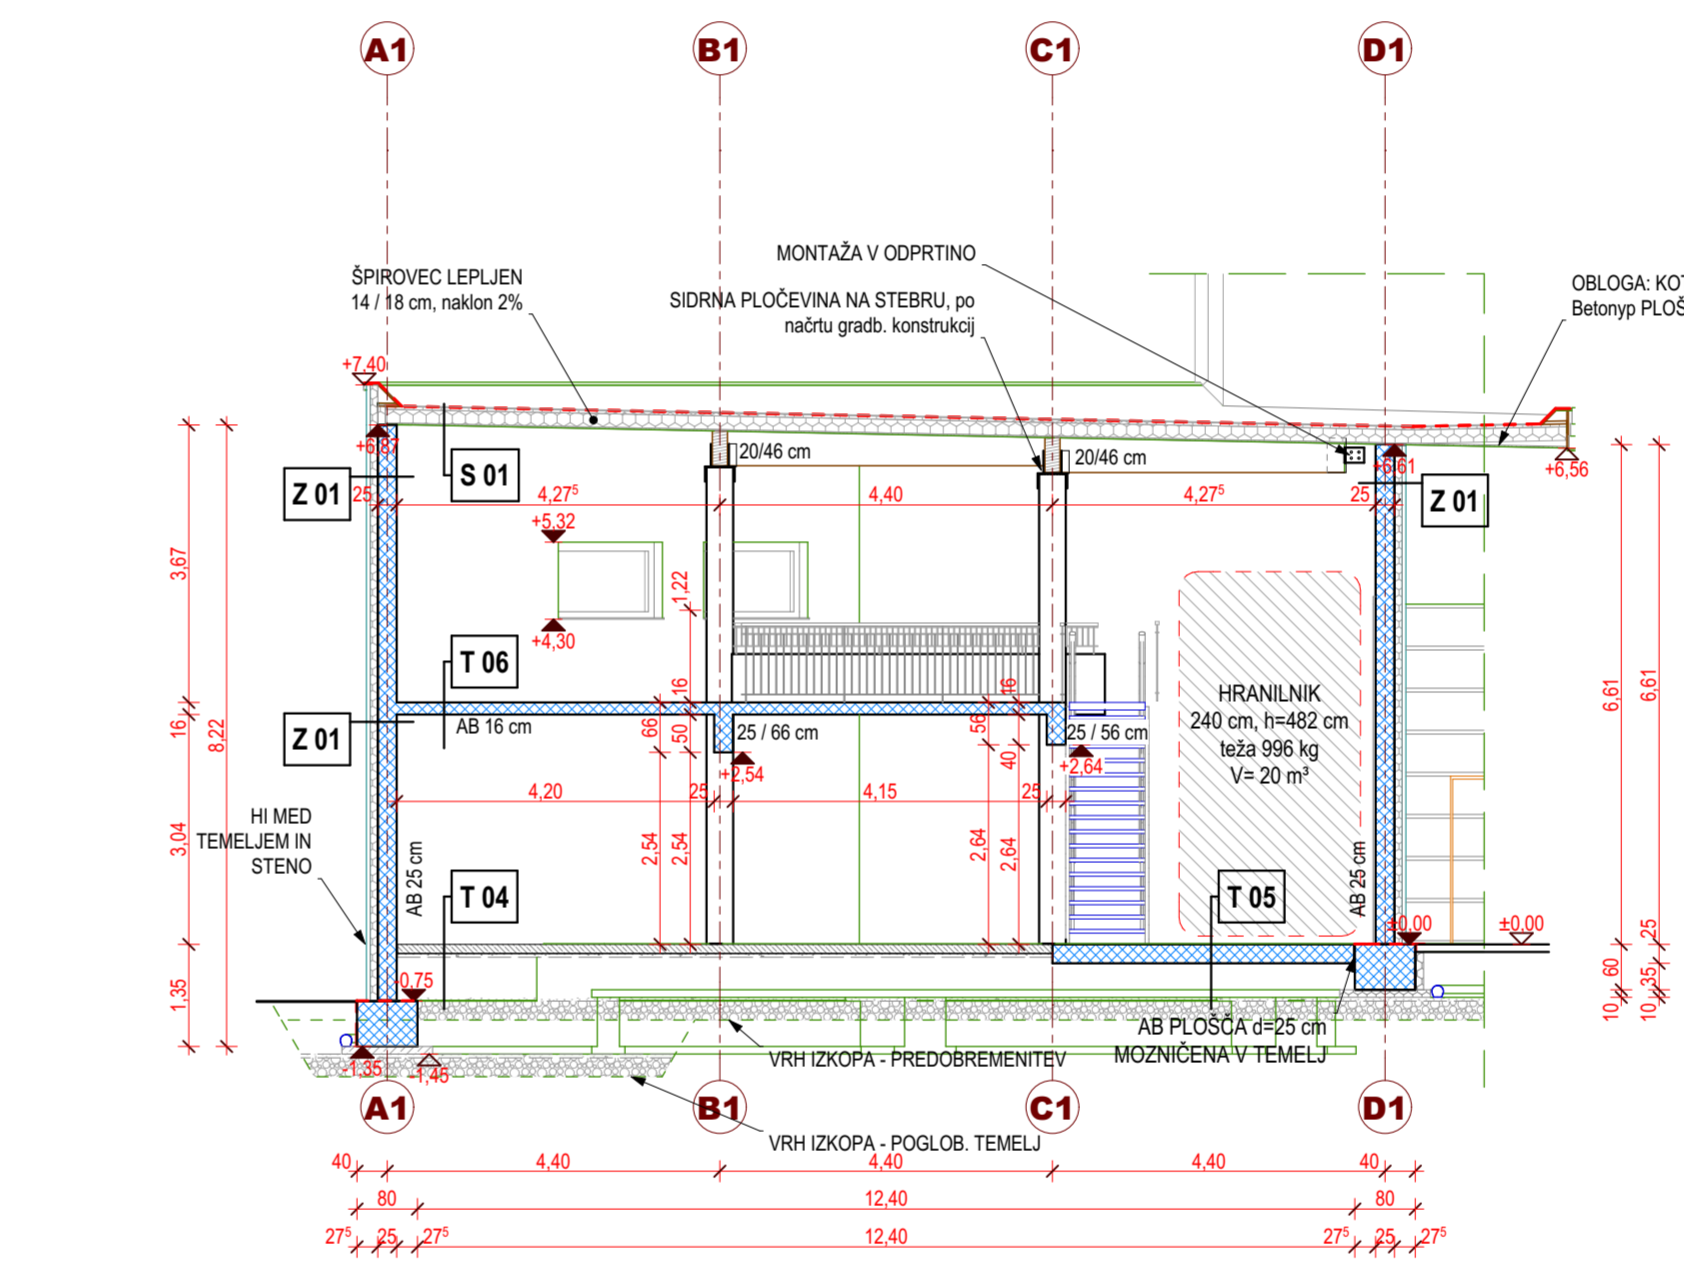 A1
B1
C1
D1
MONTAŽA V ODPRTINO
ŠPIROVEC LEPLJEN
14 / 18 cm, naklon 2%
SIDRNA PLOČEVINA NA STEBRU, po
načrtu gradb. konstrukcij
OBLOGA: KOT
Betonyp PLOŠ
+7,40
+6,87
20/46 cm
20/46 cm
+6,61
+6,56
Z 01
S 01
Z 01
25
4,27⁵
4,40
4,27⁵
25
+5,32
3,67
1,22
+4,30
T 06
16
16
HRANILNIK
240 cm, h=482 cm
teža 996 kg
V= 20 m³
6,61
6,61
Z 01
AB 16 cm
66
50
25 / 66 cm
56
40
25 / 56 cm
16
8,22
+2,54
+2,64
4,20
25
4,15
25
HI MED
TEMELJEM IN
STENO
3,04
2,54
2,54
2,64
2,64
AB 25 cm
AB 25 cm
T 04
T 05
±0,00
±0,00
25
-0,75
1,35
60
35
10
10
AB PLOŠČA d=25 cm
MOZNIČENA V TEMELJ
VRH IZKOPA - PREDOBREMENITEV
-1,35
-1,45
A1
B1
C1
D1
VRH IZKOPA - POGLOB. TEMELJ
40
4,40
4,40
4,40
40
80
12,40
80
27⁵
25
27⁵
12,40
27⁵
25
27⁵